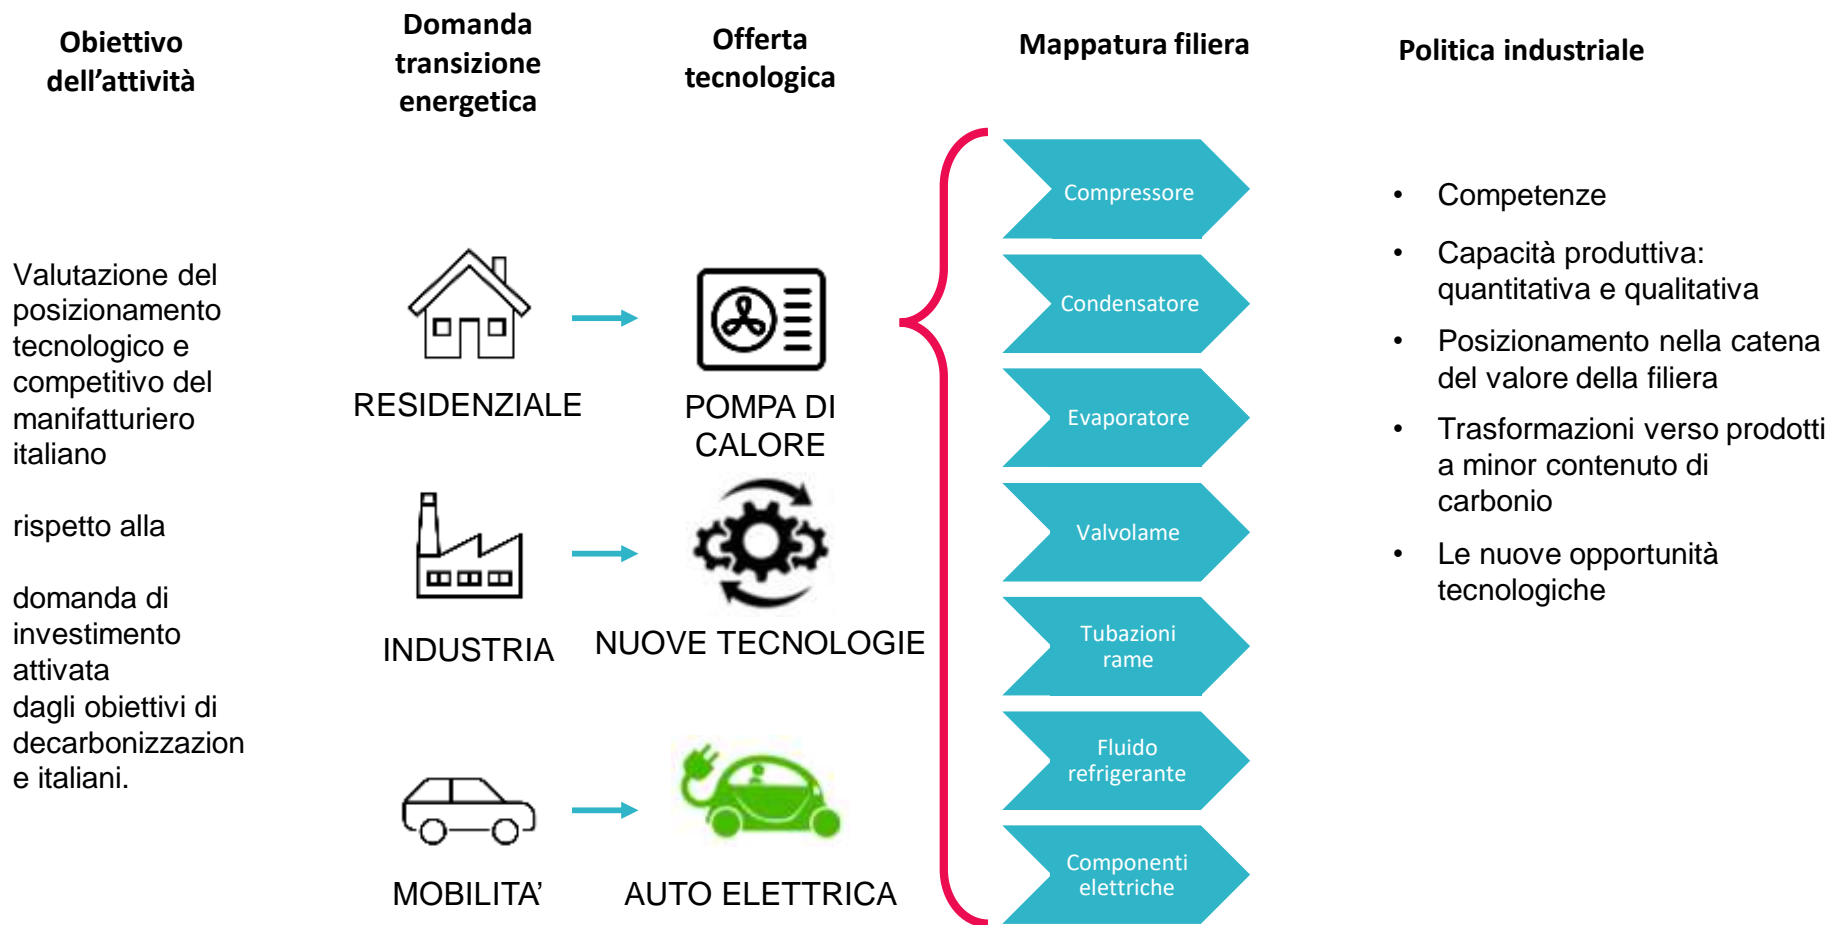 Obiettivo
dell’attività
Domanda
transizione
energetica
Offerta
tecnologica
Mappatura filiera
Politica industriale
Valutazione del
posizionamento
tecnologico e
competitivo del
manifatturiero
italiano
rispetto alla
domanda di
investimento
attivata
dagli obiettivi di
decarbonizzazion
e italiani.
RESIDENZIALE
INDUSTRIA
MOBILITA’
POMPA DI
CALORE
NUOVE TECNOLOGIE
AUTO ELETTRICA
Compressore
Condensatore
Evaporatore
Valvolame
Tubazioni
rame
Fluido
refrigerante
Componenti
elettriche
• Competenze
• Capacità produttiva:
quantitativa e qualitativa
• Posizionamento nella catena
del valore della filiera
• Trasformazioni verso prodotti
a minor contenuto di
carbonio
• Le nuove opportunità
tecnologiche